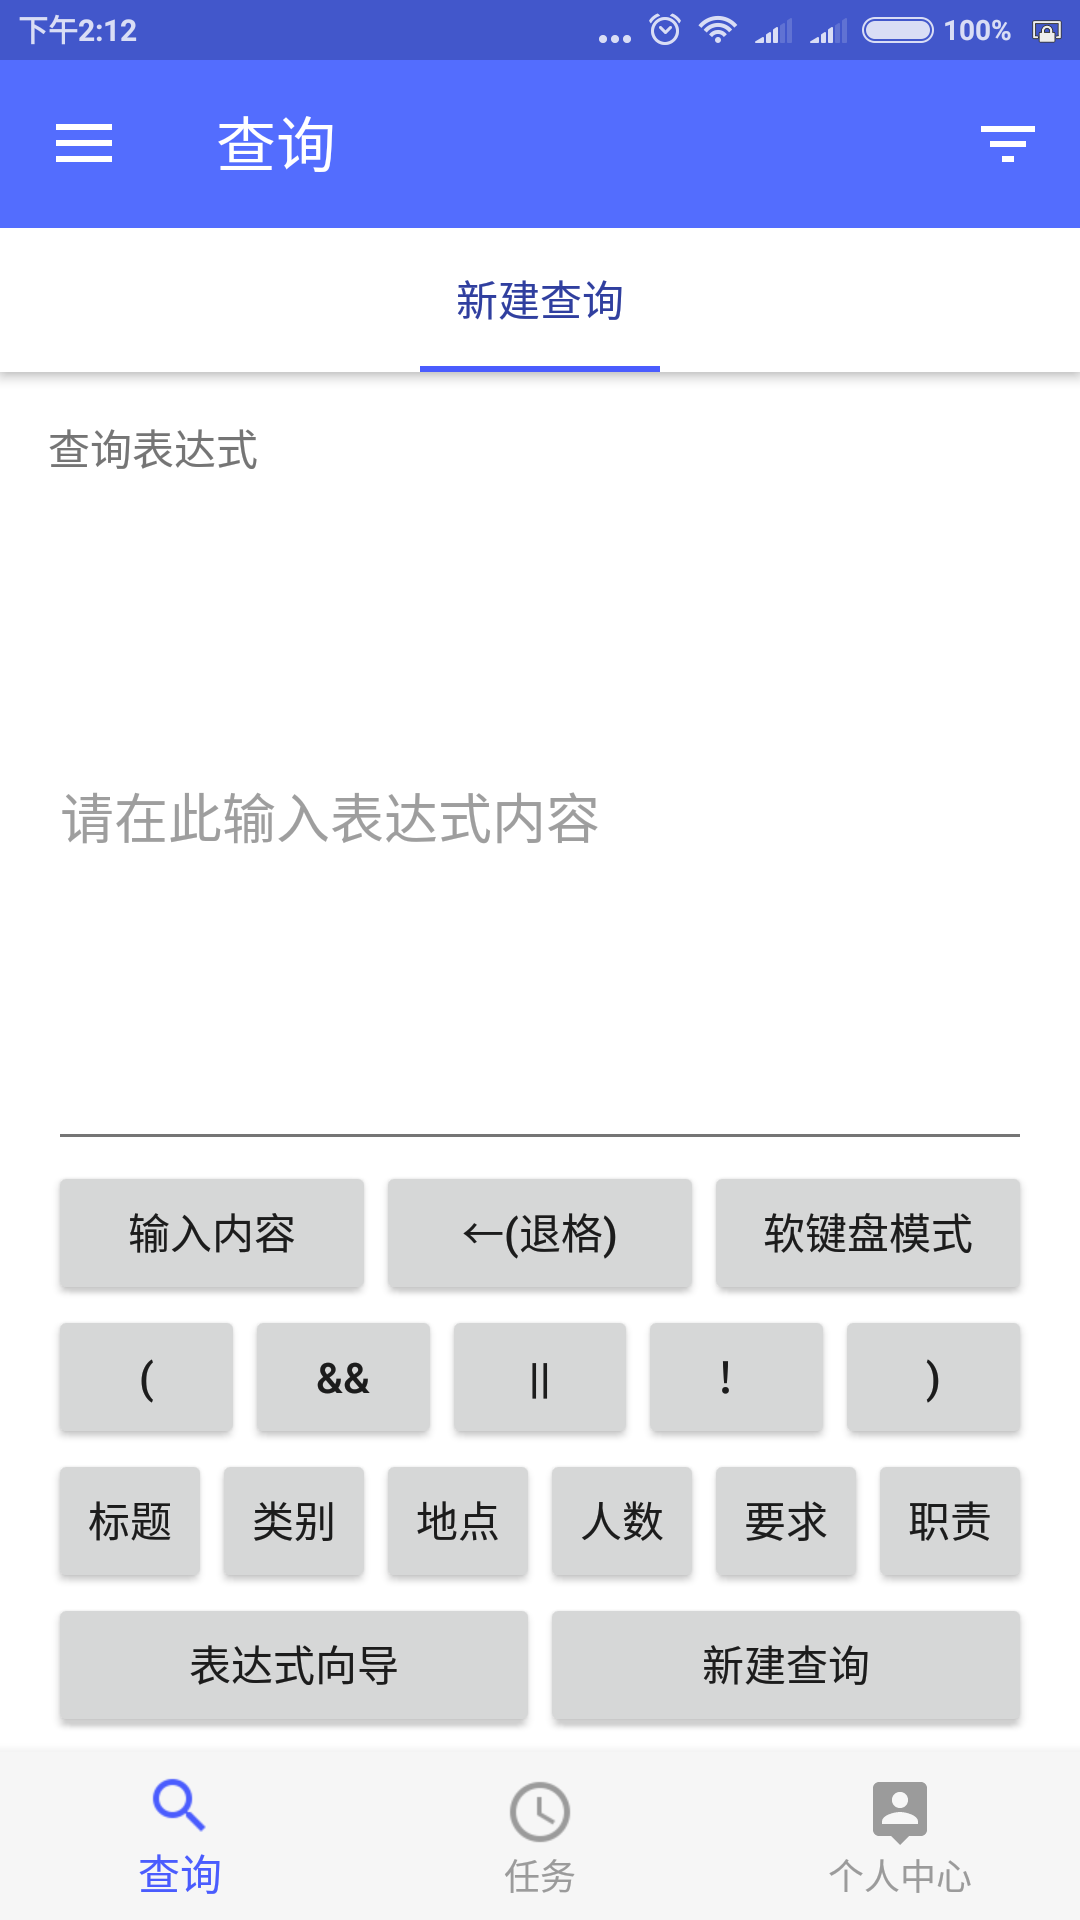 下午2:12 100%
查询
新建查询
查询表达式
请在此输入表达式内容
输入内容 ←(退格) 软键盘模式
( && || ! )
标题 类别 地点 人数 要求 职责
表达式向导 新建查询
查询 任务 个人中心